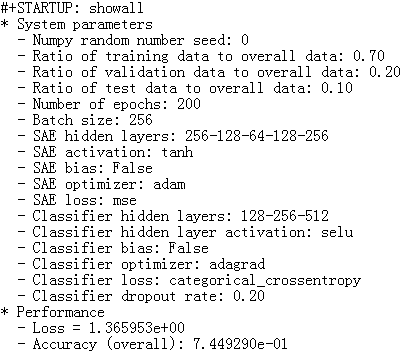 #+STARTUP: showall
* System parameters
- Numpy random number seed: 0
- Ratio of training data to overall data: 0.70
- Ratio of validation data to overall data: 0.20
- Ratio of test data to overall data: 0.10
- Number of epochs: 200
- Batch size: 256
- SAE hidden layers: 256-128-64-128-256
- SAE activation: tanh
- SAE bias: False
- SAE optimizer: adam
- SAE loss: mse
- Classifier hidden layers: 128-256-512
- Classifier hidden layer activation: selu
- Classifier bias: False
- Classifier optimizer: adagrad
- Classifier loss: categorical_crossentropy
- Classifier dropout rate: 0.20
* Performance
- Loss = 1.365953e+00
- Accuracy (overall): 7.449290e-01